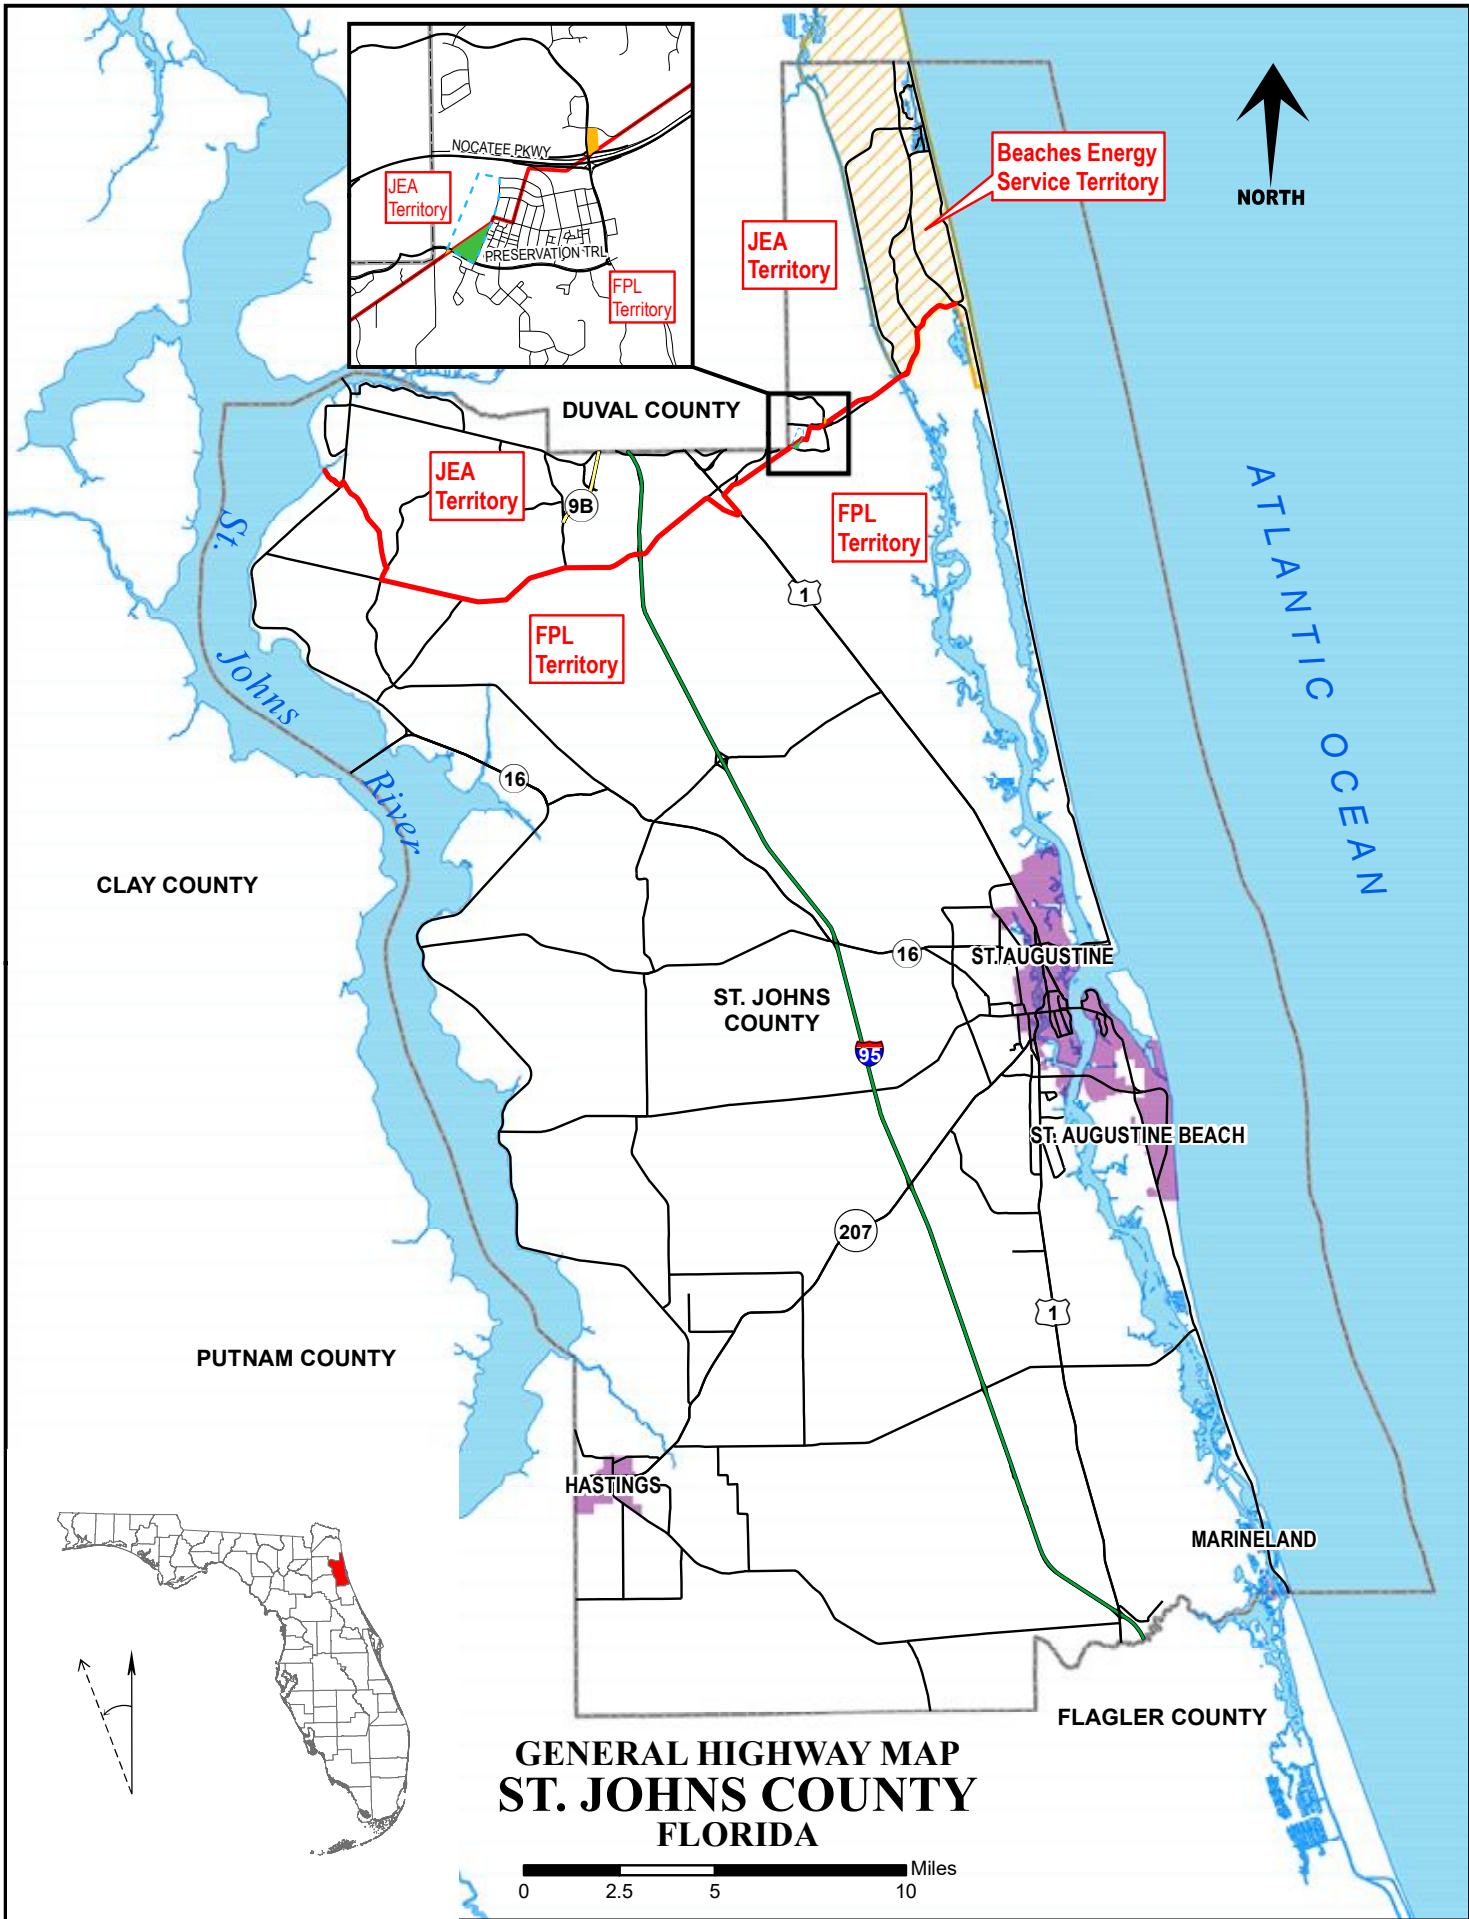 NOCATEE PKWY
JEA
Territory
PRESERVATION TRL
FPL
Territory
Beaches Energy
Service Territory
NORTH
JEA
Territory
DUVAL COUNTY
JEA
Territory
9B
FPL
Territory
1
FPL
Territory
St.
Johns
River
ATLANTIC OCEAN
16
CLAY COUNTY
16
ST. AUGUSTINE
ST. JOHNS
COUNTY
95
ST. AUGUSTINE BEACH
207
1
PUTNAM COUNTY
HASTINGS
MARINELAND
FLAGLER COUNTY
GENERAL HIGHWAY MAP
ST. JOHNS COUNTY
FLORIDA
Miles
0 2.5 5 10